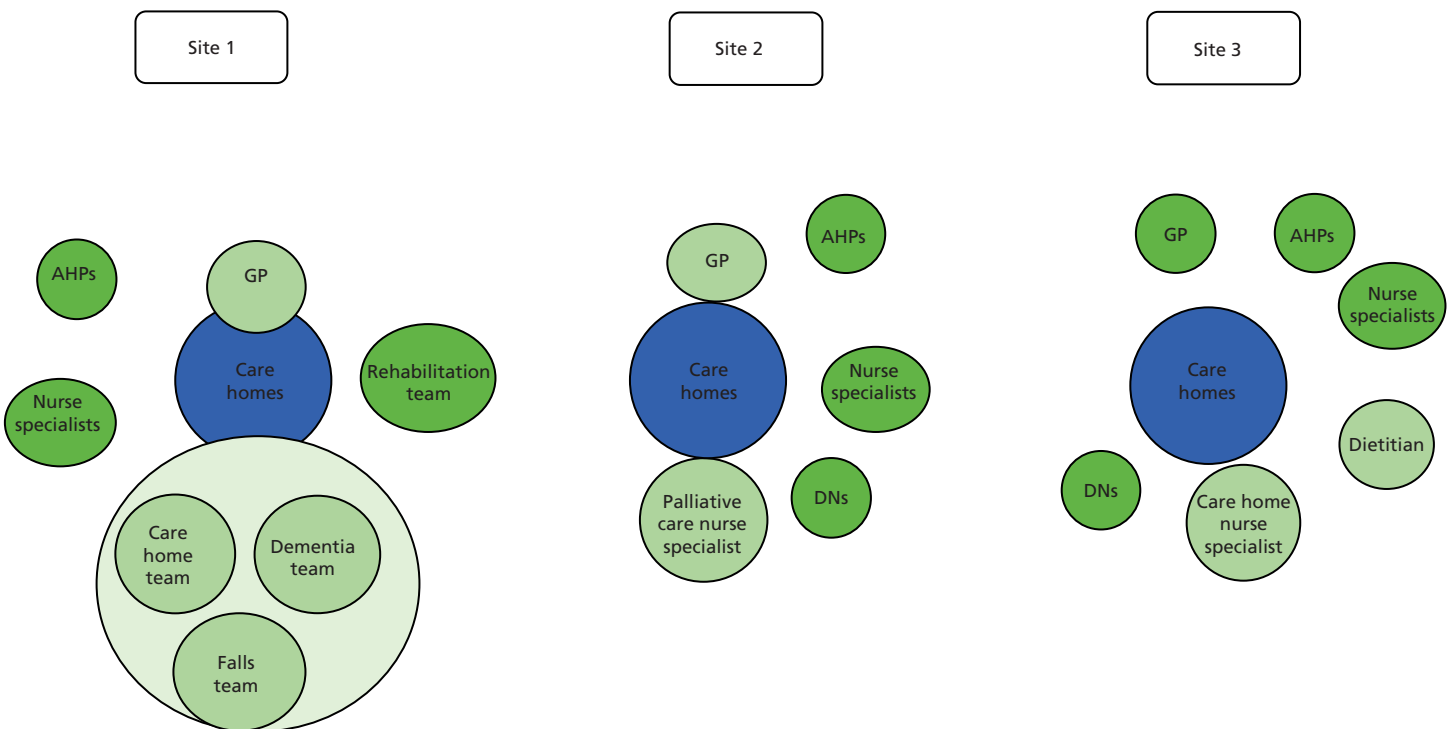 Site 1
AHPs
GP
Care
homes
Rehabilitation
team
Nurse
specialists
Care
home
team
Dementia
team
Falls
team
Site 2
GP
AHPs
Care
homes
Nurse
specialists
Palliative
care nurse
specialist
DNs
Site 3
GP
AHPs
Nurse
specialists
Care
homes
Dietitian
DNs
Care home
nurse
specialist